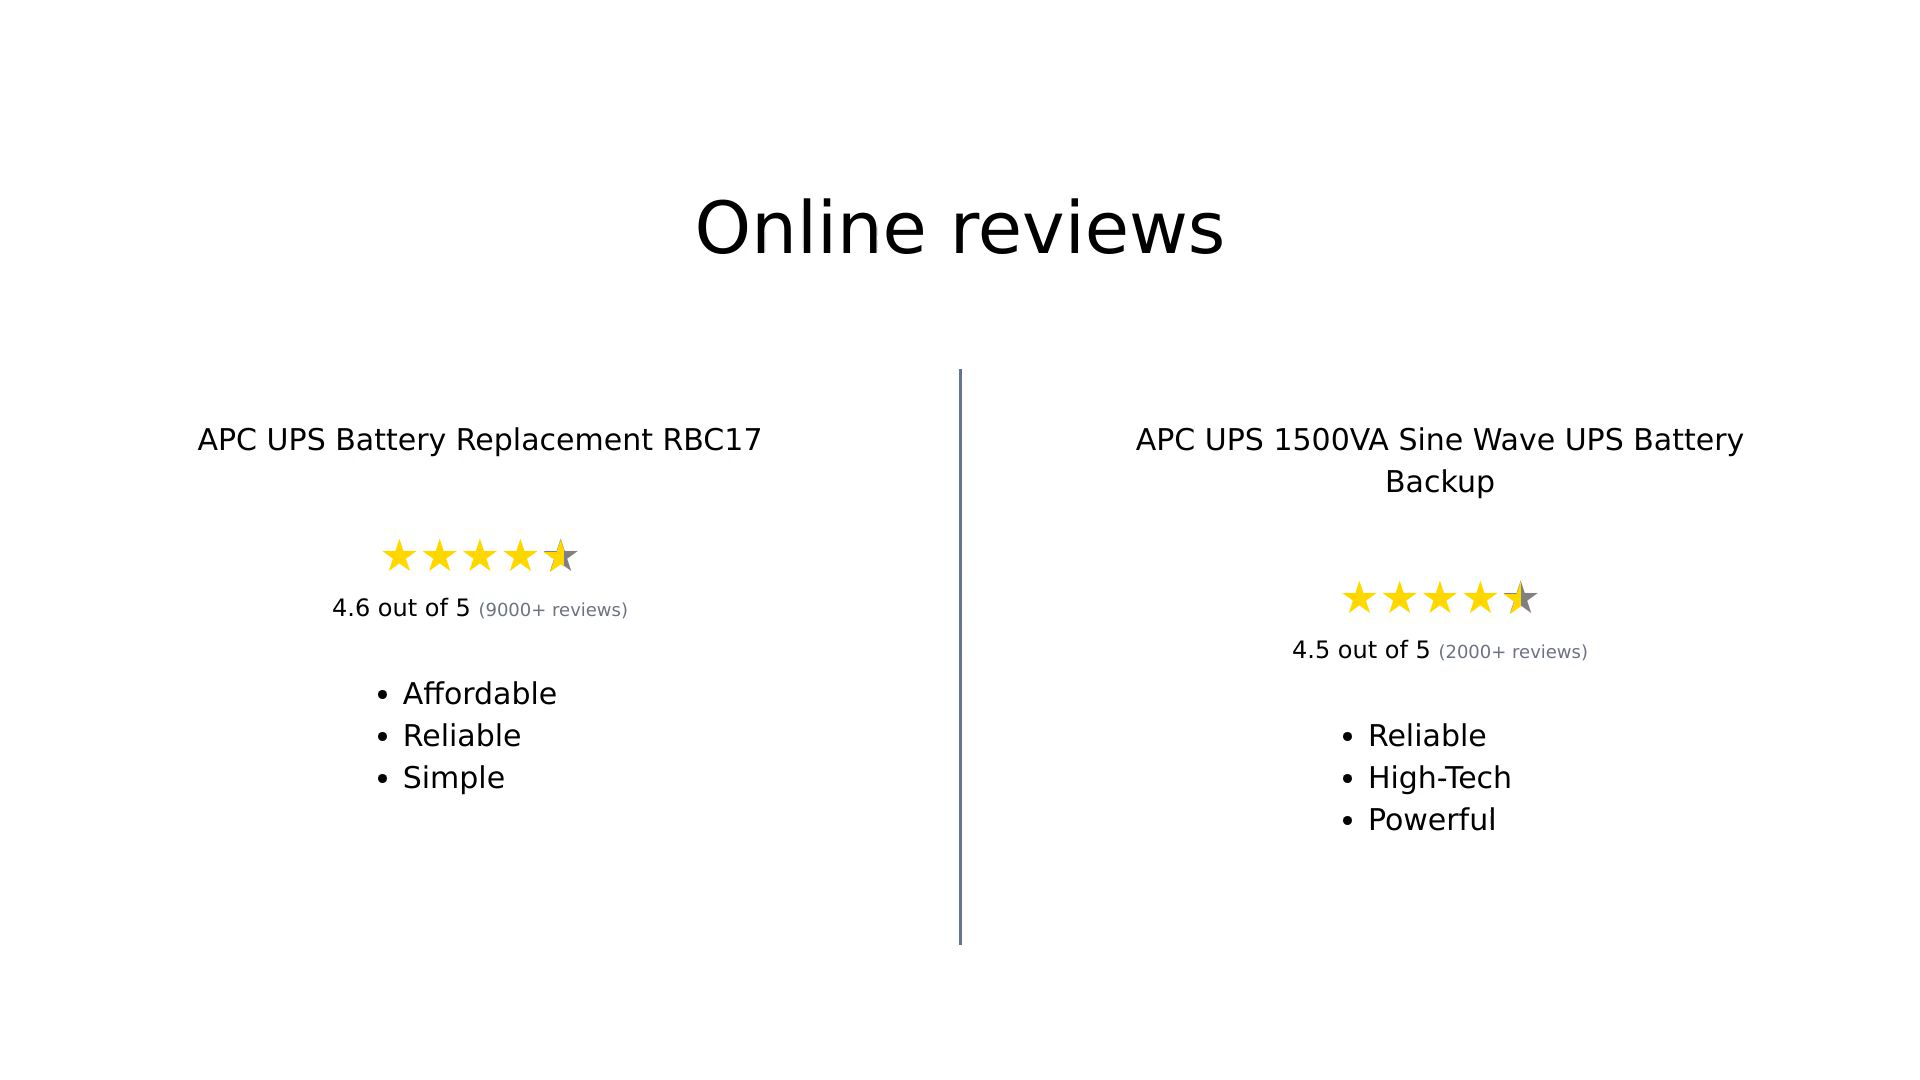 Online reviews
APC UPS Battery Replacement RBC17
★★★★★
4.6 out of 5 (9000+ reviews)
• Affordable
• Reliable
• Simple
APC UPS 1500VA Sine Wave UPS Battery
Backup
★★★★★
4.5 out of 5 (2000+ reviews)
• Reliable
• High-Tech
• Powerful